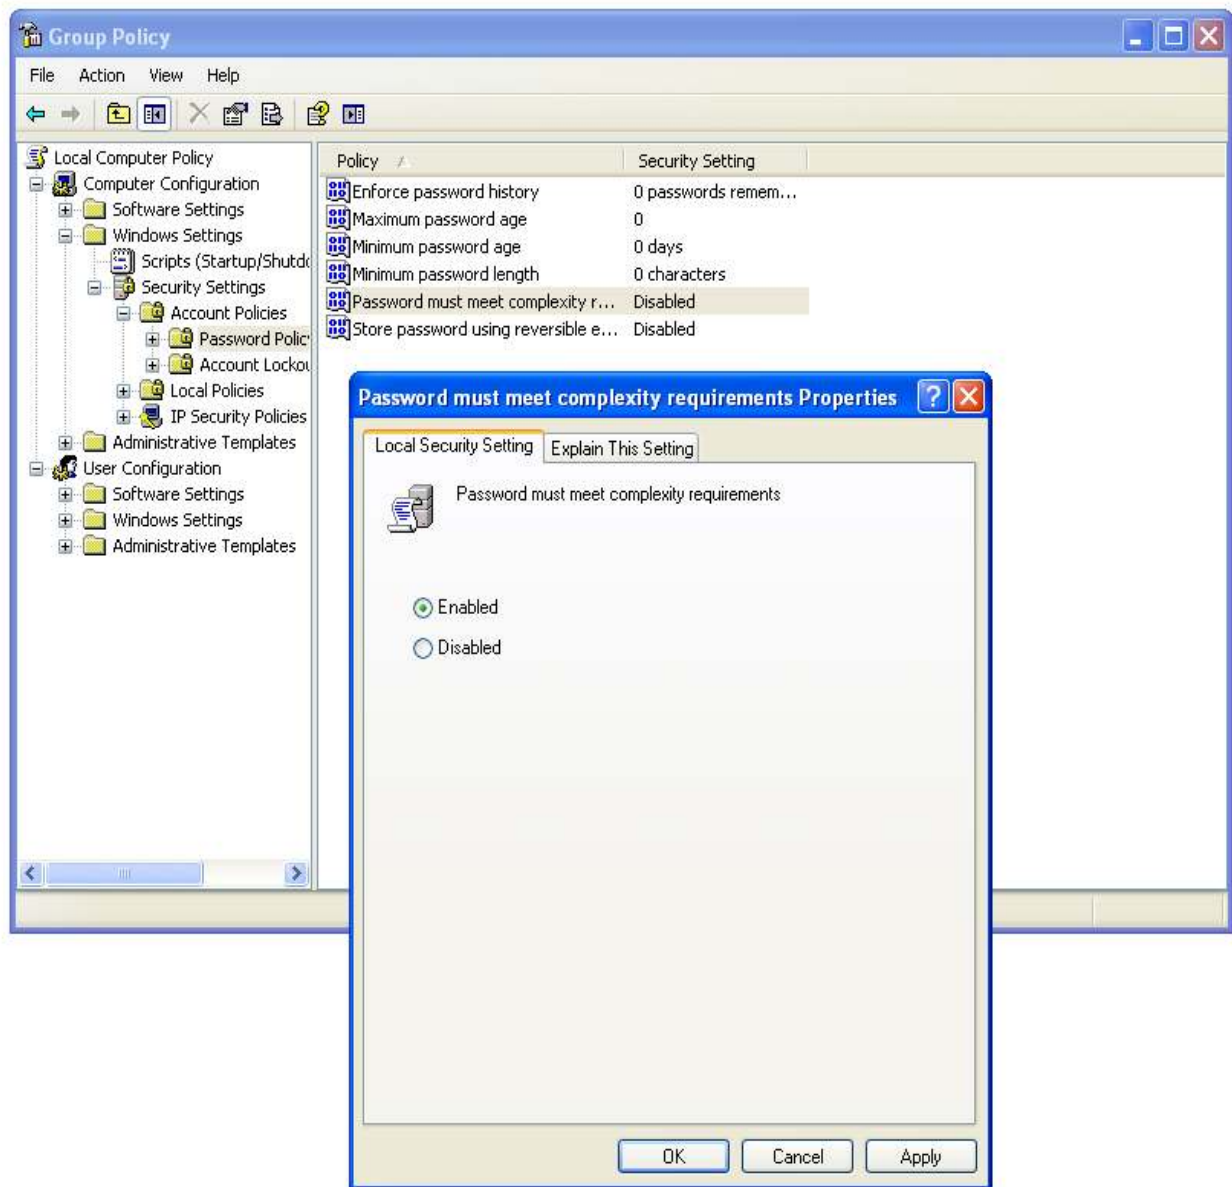 Group Policy
File Action View Help
Local Computer Policy
Computer Configuration
Software Settings
Windows Settings
Scripts (Startup/Shutdo
Security Settings
Account Policies
Password Polic
Account Lockou
Local Policies
IP Security Policies
Administrative Templates
User Configuration
Software Settings
Windows Settings
Administrative Templates
Policy Security Setting
Enforce password history 0 passwords remem...
Maximum password age 0
Minimum password age 0 days
Minimum password length 0 characters
Password must meet complexity r... Disabled
Store password using reversible e... Disabled
Password must meet complexity requirements Properties
Local Security Setting Explain This Setting
Password must meet complexity requirements
Enabled
Disabled
OK Cancel Apply